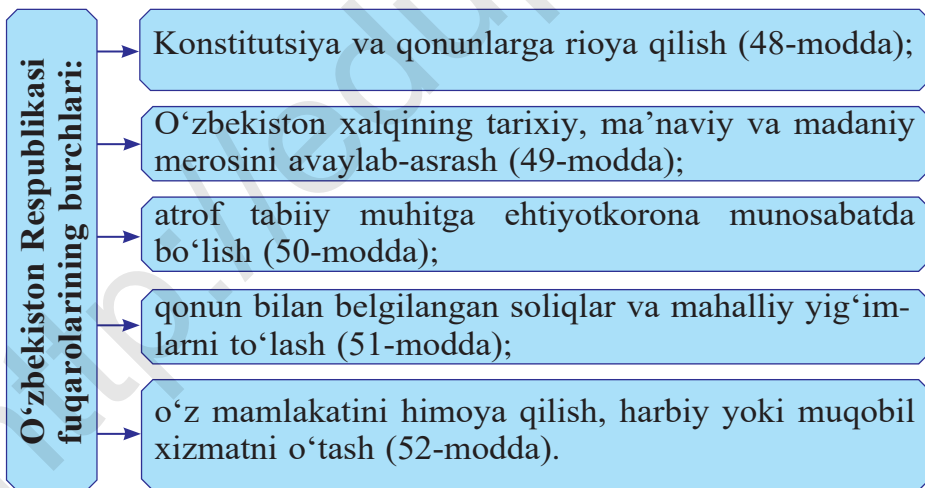 O‘zbekiston Respublikasi
fuqarolarining burchlari:
Konstitutsiya va qonunlarga rioya qilish (48-modda);
O‘zbekiston xalqining tarixiy, ma’naviy va madaniy
merosini avaylab-asrash (49-modda);
atrof tabiiy muhitga ehtiyotkorona munosabatda
bo‘lish (50-modda);
qonun bilan belgilangan soliqlar va mahalliy yig‘im-
larni to‘lash (51-modda);
o‘z mamlakatini himoya qilish, harbiy yoki muqobil
xizmatni o‘tash (52-modda).